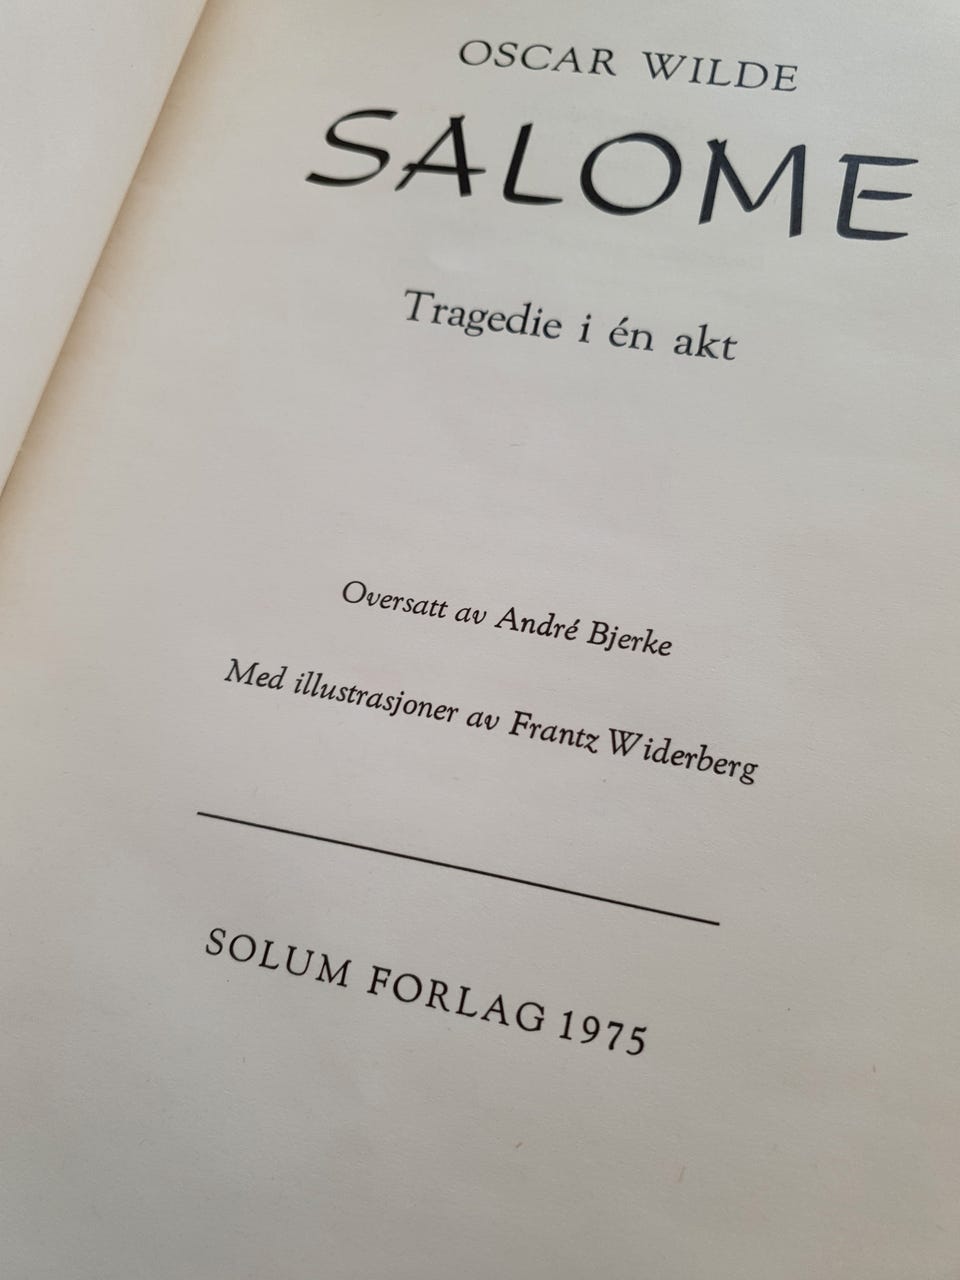 OSCAR WILDE
SALOME
Tragedie i én akt
Oversatt av André Bjerke
Med illustrasjoner av Frantz Widerberg
SOLUM FORLAG 1975